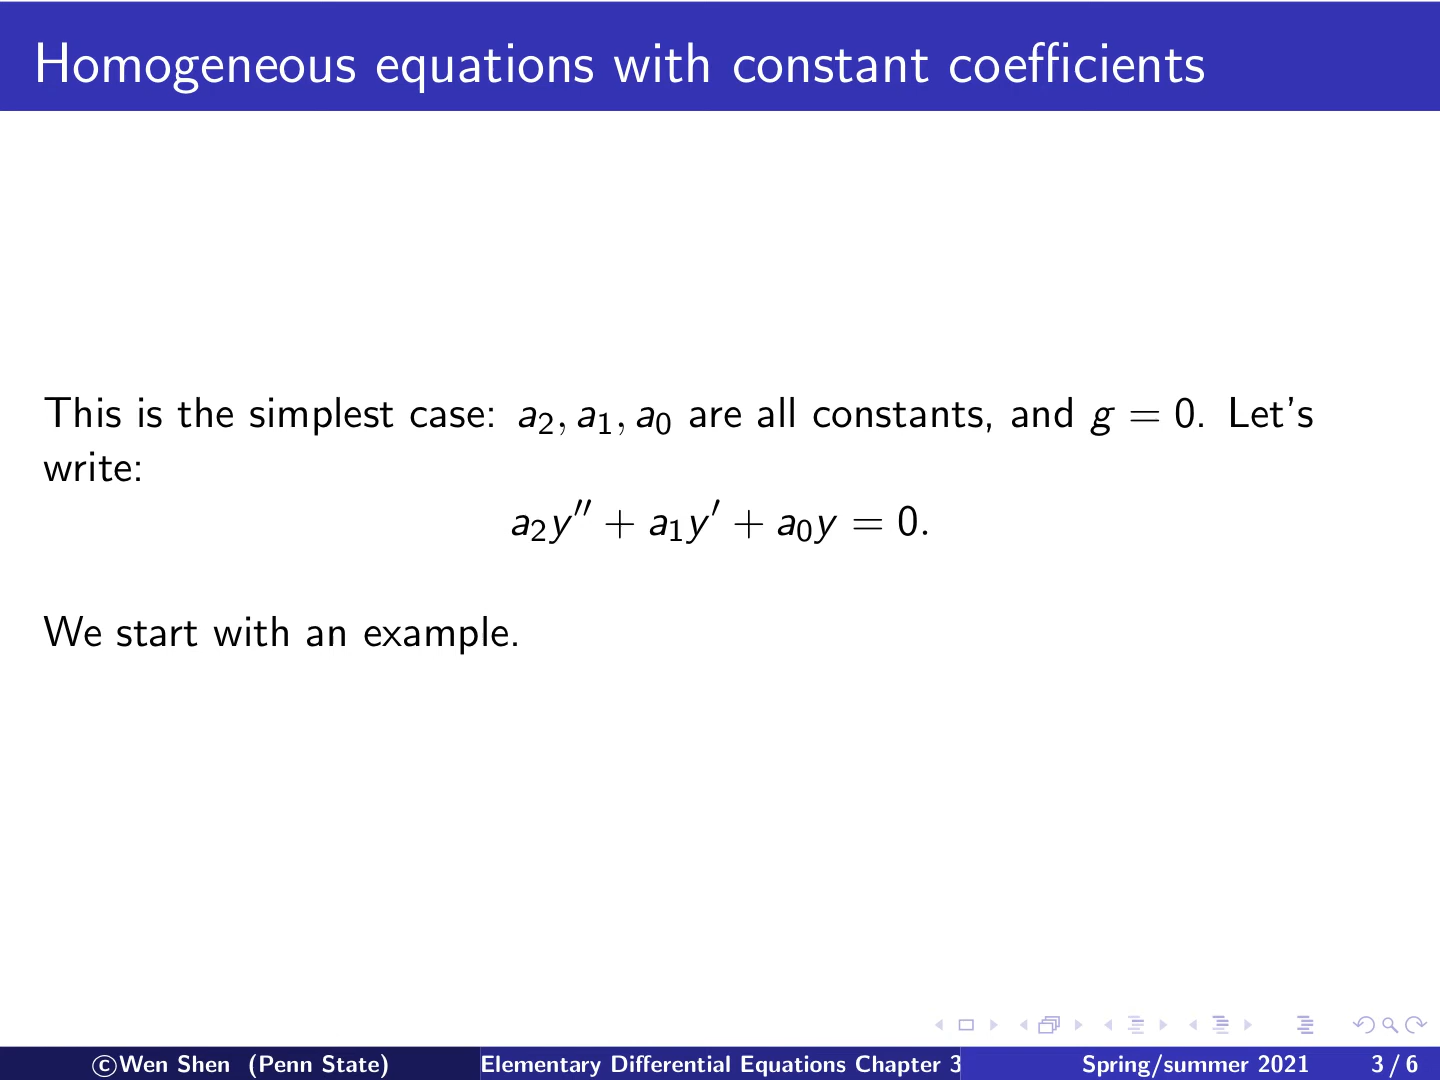 Homogeneous equations with constant coefficients
This is the simplest case: a₂, a₁, a₀ are all constants, and g = 0. Let's
write:
a₂y″ + a₁y′ + a₀y = 0.
We start with an example.
©Wen Shen (Penn State) Elementary Differential Equations Chapter 3 Spring/summer 2021 3 / 6